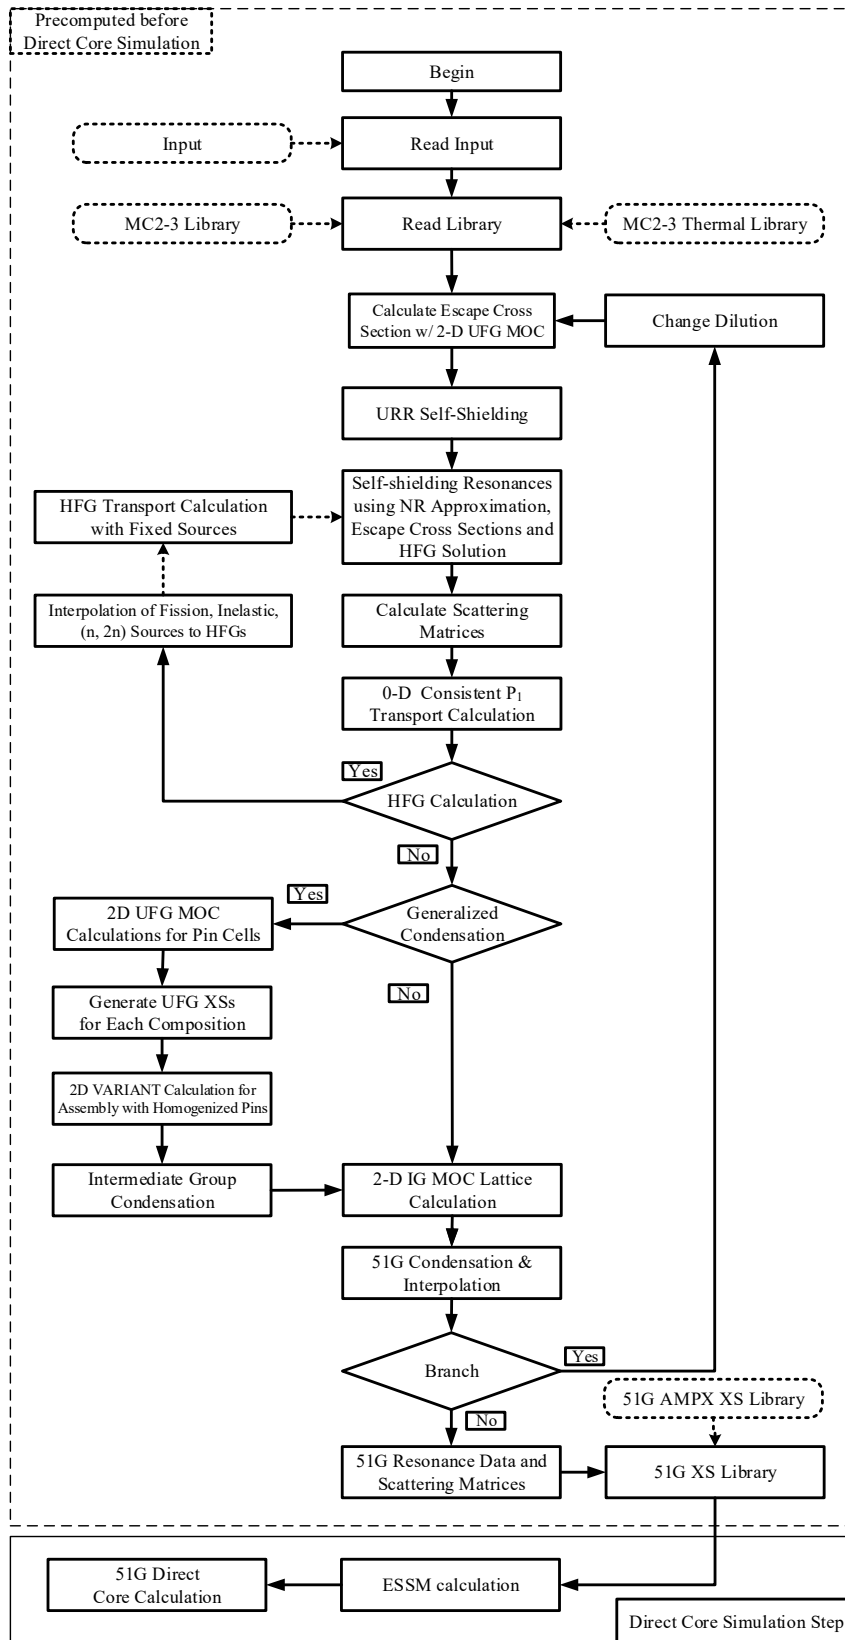 Precomputed before
Direct Core Simulation
Begin
Input
Read Input
MC2-3 Library
Read Library
MC2-3 Thermal Library
Calculate Escape Cross
Section w/ 2-D UFG MOC
Change Dilution
URR Self-Shielding
HFG Transport Calculation
with Fixed Sources
Self-shielding Resonances
using NR Approximation,
Escape Cross Sections and
HFG Solution
Interpolation of Fission, Inelastic,
(n, 2n) Sources to HFGs
Calculate Scattering
Matrices
0-D Consistent P₁
Transport Calculation
Yes
HFG Calculation
No
Yes
2D UFG MOC
Calculations for Pin Cells
Generalized
Condensation
No
Generate UFG XSs
for Each Composition
2D VARIANT Calculation for
Assembly with Homogenized Pins
Intermediate Group
Condensation
2-D IG MOC Lattice
Calculation
51G Condensation &
Interpolation
Branch
Yes
51G AMPX XS Library
No
51G Resonance Data and
Scattering Matrices
51G XS Library
51G Direct
Core Calculation
ESSM calculation
Direct Core Simulation Step